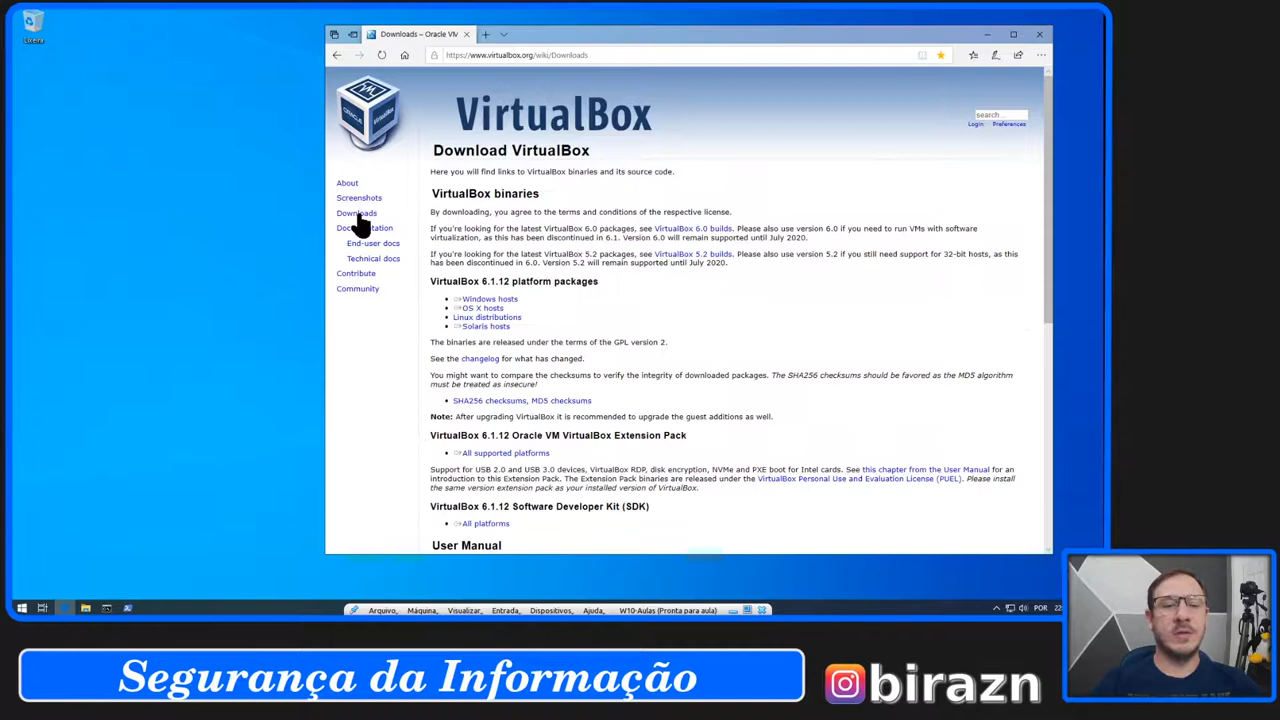 Lixeira
Downloads – Oracle VM
https://www.virtualbox.org/wiki/Downloads
ORACLE
VirtualBox
VirtualBox
search...
Login Preferences
Download VirtualBox
Here you will find links to VirtualBox binaries and its source code.
About
Screenshots
Downloads
Documentation
End-user docs
Technical docs
Contribute
Community
VirtualBox binaries
By downloading, you agree to the terms and conditions of the respective license.
If you're looking for the latest VirtualBox 6.0 packages, see VirtualBox 6.0 builds. Please also use version 6.0 if you need to run VMs with software
virtualization, as this has been discontinued in 6.1. Version 6.0 will remain supported until July 2020.
If you're looking for the latest VirtualBox 5.2 packages, see VirtualBox 5.2 builds. Please also use version 5.2 if you still need support for 32-bit hosts, as this
has been discontinued in 6.0. Version 5.2 will remain supported until July 2020.
VirtualBox 6.1.12 platform packages
Windows hosts
OS X hosts
Linux distributions
Solaris hosts
The binaries are released under the terms of the GPL version 2.
See the changelog for what has changed.
You might want to compare the checksums to verify the integrity of downloaded packages. The SHA256 checksums should be favored as the MD5 algorithm
must be treated as insecure!
SHA256 checksums, MD5 checksums
Note: After upgrading VirtualBox it is recommended to upgrade the guest additions as well.
VirtualBox 6.1.12 Oracle VM VirtualBox Extension Pack
All supported platforms
Support for USB 2.0 and USB 3.0 devices, VirtualBox RDP, disk encryption, NVMe and PXE boot for Intel cards. See this chapter from the User Manual for an
introduction to this Extension Pack. The Extension Pack binaries are released under the VirtualBox Personal Use and Evaluation License (PUEL). Please install
the same version extension pack as your installed version of VirtualBox.
VirtualBox 6.1.12 Software Developer Kit (SDK)
All platforms
User Manual
Arquivo Máquina Visualizar Entrada Dispositivos Ajuda W10-Aulas (Pronta para aula)
POR 22
Segurança da Informação
birazn